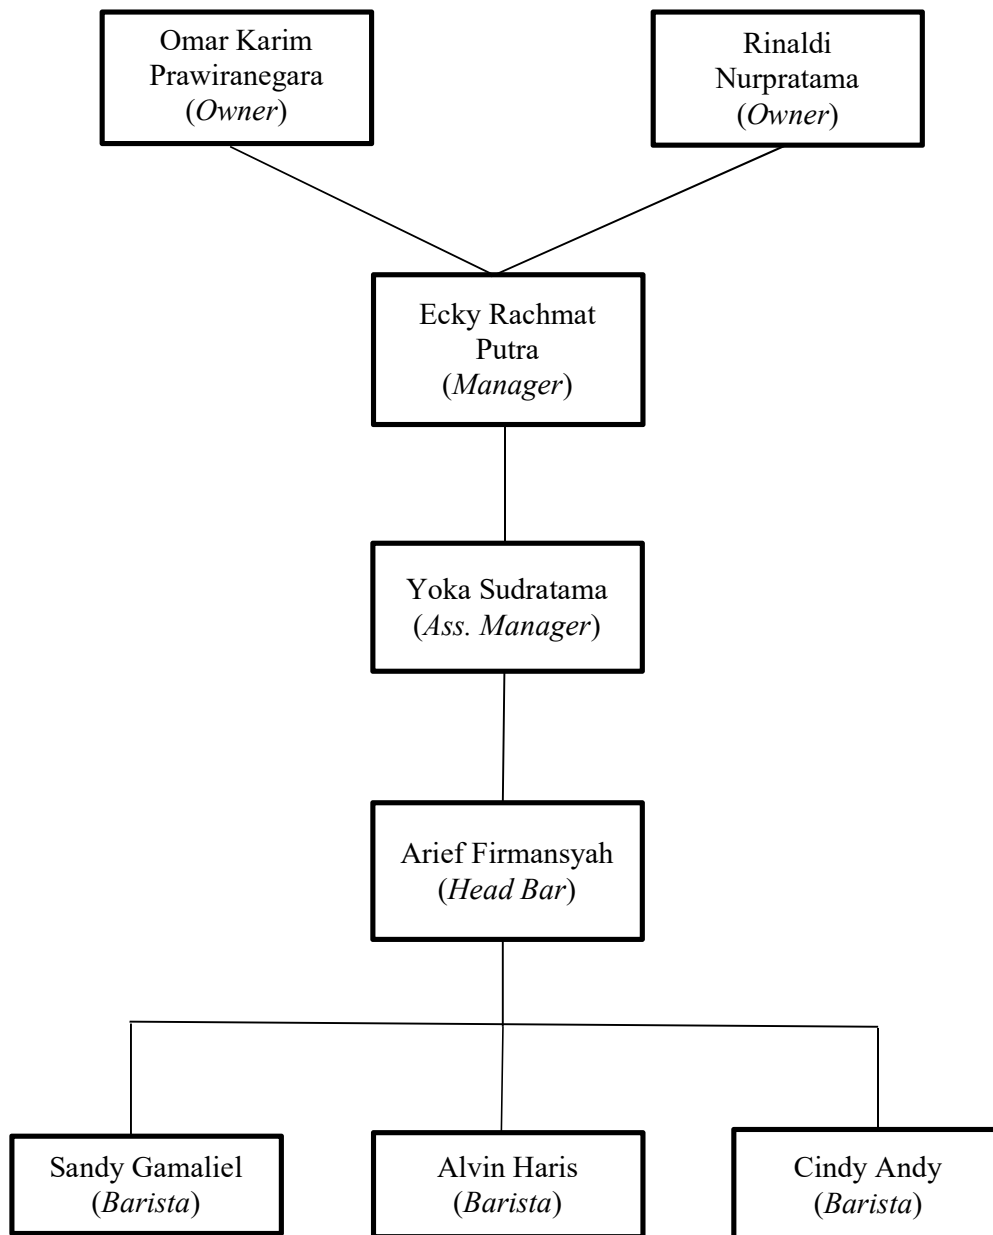 Omar Karim
Prawiranegara
(Owner)
Rinaldi
Nurpratama
(Owner)
Ecky Rachmat
Putra
(Manager)
Yoka Sudratama
(Ass. Manager)
Arief Firmansyah
(Head Bar)
Sandy Gamaliel
(Barista)
Alvin Haris
(Barista)
Cindy Andy
(Barista)